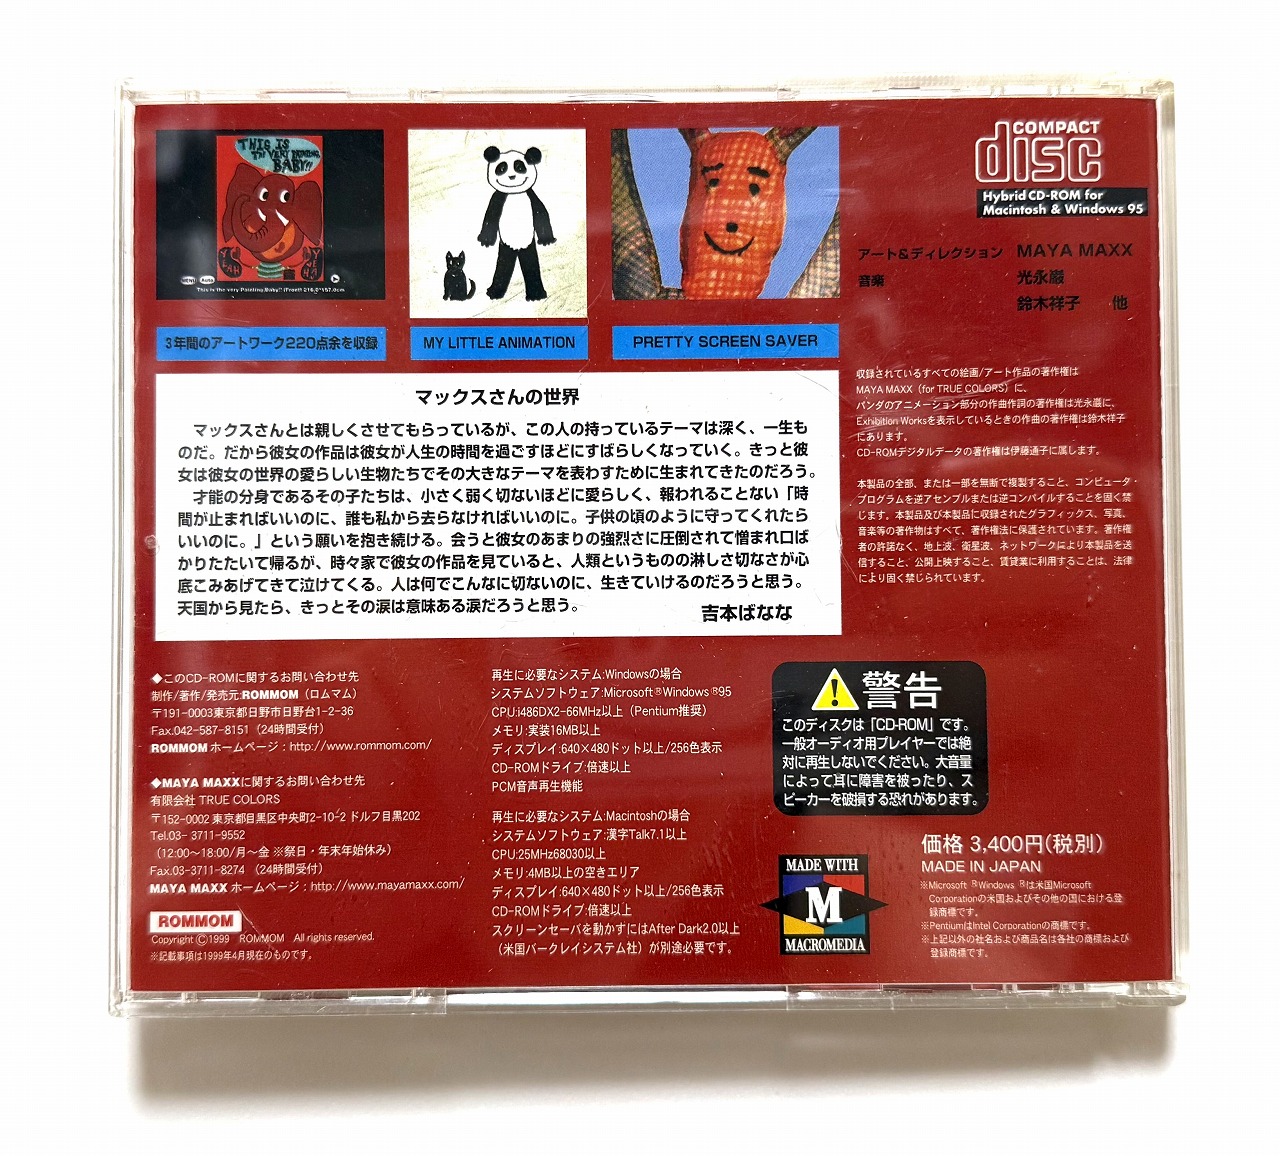 THIS IS
THE VERY PAINTING
BABY!!
YEAH
MENU
AUTO
This is the very Painting Baby!! (Front) 216.0*157.0cm
3年間のアートワーク220点余を収録
MY LITTLE ANIMATION
PRETTY SCREEN SAVER
COMPACT
disc
Hybrid CD-ROM for
Macintosh & Windows 95
アート&ディレクション MAYA MAXX
音楽 光永巌
鈴木祥子 他
マックスさんの世界
マックスさんとは親しくさせてもらっているが、この人の持っているテーマは深く、一生も
のだ。だから彼女の作品は彼女が人生の時間を過ごすほどにすばらしくなっていく。きっと彼
女は彼女の世界の愛らしい生物たちでその大きなテーマを表わすために生まれてきたのだろう。
才能の分身であるその子たちは、小さく弱く切ないほどに愛らしく、報われることない「時
間が止まればいいのに、誰も私から去らなければいいのに。子供の頃のように守ってくれたら
いいのに。」という願いを抱き続ける。会うと彼女のあまりの強烈さに圧倒されて憎まれ口ば
かりたたいて帰るが、時々家で彼女の作品を見ていると、人類というものの淋しさ切なさが心
底こみあげてきて泣けてくる。人は何でこんなに切ないのに、生きていけるのだろうと思う。
天国から見たら、きっとその涙は意味ある涙だろうと思う。
吉本ばなな
収録されているすべての絵画/アート作品の著作権は
MAYA MAXX(for TRUE COLORS)に、
パンダのアニメーション部分の作曲作詞の著作権は光永巌に、
Exhibition Worksを表示しているときの作曲の著作権は鈴木祥子
にあります。
CD-ROMデジタルデータの著作権は伊藤通子に属します。
本製品の全部、または一部を無断で複製すること、コンピュータ・
プログラムを逆アセンブルまたは逆コンパイルすることを固く禁
じます。本製品及び本製品に収録されたグラフィックス、写真、
音楽等の著作物はすべて、著作権法に保護されています。著作権
者の許諾なく、地上波、衛星波、ネットワークにより本製品を送
信すること、公開上映すること、賃貸業に利用することは、法律
により固く禁じられています。
◆このCD-ROMに関するお問い合わせ先
制作/著作/発売元:ROMMOM(ロムマム)
〒191-0003東京都日野市日野台1-2-36
Fax.042-587-8151(24時間受付)
ROMMOMホームページ:http://www.rommom.com/
◆MAYA MAXXに関するお問い合わせ先
有限会社 TRUE COLORS
〒152-0002 東京都目黒区中央町2-10-2 ドルフ目黒202
Tel.03- 3711-9552
(12:00~18:00/月~金 ※祭日・年末年始休み)
Fax.03-3711-8274 (24時間受付)
MAYA MAXX ホームページ:http://www.mayamaxx.com/
ROMMOM
Copyright ©1999 ROMMOM All rights reserved.
※記載事項は1999年4月現在のものです。
再生に必要なシステム:Windowsの場合
システムソフトウェア:Microsoft®Windows®95
CPU:i486DX2-66MHz以上(Pentium推奨)
メモリ:実装16MB以上
ディスプレイ:640×480ドット以上/256色表示
CD-ROMドライブ:倍速以上
PCM音声再生機能
再生に必要なシステム:Macintoshの場合
システムソフトウェア:漢字Talk7.1以上
CPU:25MHz68030以上
メモリ:4MB以上の空きエリア
ディスプレイ:640×480ドット以上/256色表示
CD-ROMドライブ:倍速以上
スクリーンセーバを動かすにはAfter Dark2.0以上
(米国バークレイシステム社)が別途必要です。
警告
このディスクは「CD-ROM」です。
一般オーディオ用プレイヤーでは絶
対に再生しないでください。大音量
によって耳に障害を被ったり、ス
ピーカーを破損する恐れがあります。
MADE WITH
M
MACROMEDIA
価格 3,400円(税別)
MADE IN JAPAN
※Microsoft ®Windows ®は米国Microsoft
Corporationの米国およびその他の国における登
録商標です。
※PentiumはIntel Corporationの商標です。
※上記以外の社名および商品名は各社の商標および
登録商標です。